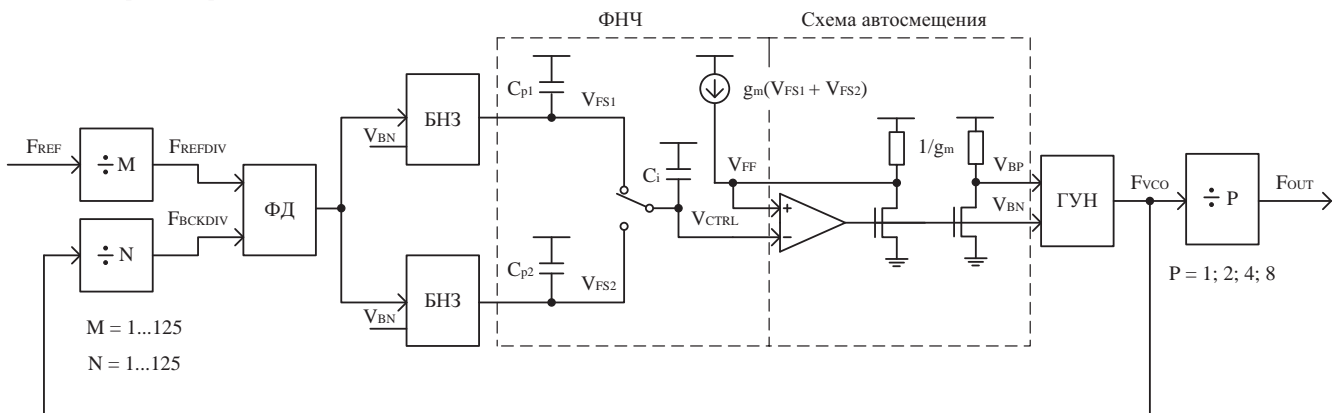 ФНЧ
Схема автосмещения
Cp1
VFS1
gm(VFS1 + VFS2)
БНЗ
VBN
FREF
÷ M
FREFDIV
ФД
Ci
VFF
1/gm
VBP
ГУН
FVCO
÷ P
FOUT
FBCKDIV
÷ N
VCTRL
+
−
VBN
Cp2
VFS2
P = 1; 2; 4; 8
БНЗ
VBN
M = 1...125
N = 1...125